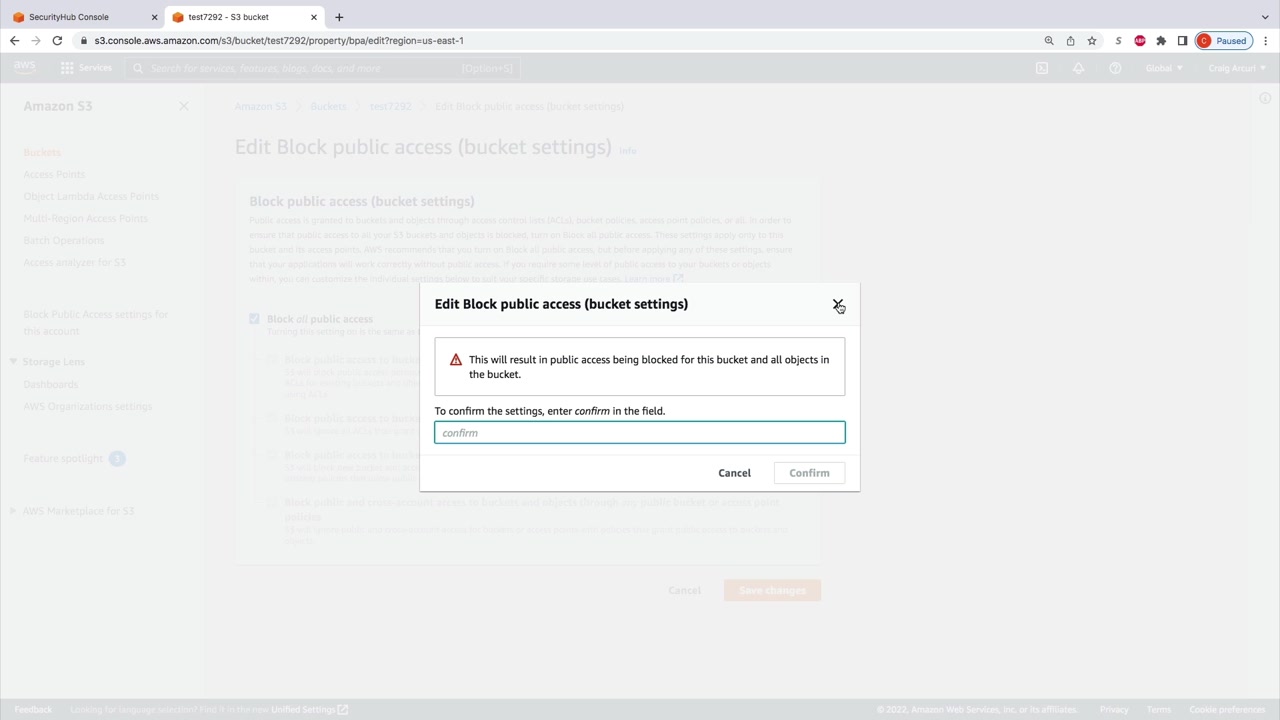 SecurityHub Console
test7292 - S3 bucket
s3.console.aws.amazon.com/s3/bucket/test7292/property/bpa/edit?region=us-east-1
Paused
aws
Services
Search for services, features, blogs, docs, and more
[Option+S]
Global
Craig Arcuri
Amazon S3
Amazon S3
Buckets
test7292
Edit Block public access (bucket settings)
Buckets
Access Points
Object Lambda Access Points
Multi-Region Access Points
Batch Operations
Access analyzer for S3
Block Public Access settings for
this account
Storage Lens
Dashboards
AWS Organizations settings
Feature spotlight 3
AWS Marketplace for S3
Edit Block public access (bucket settings) Info
Block public access (bucket settings)
Public access is granted to buckets and objects through access control lists (ACLs), bucket policies, access point policies, or all. In order to
ensure that public access to all your S3 buckets and objects is blocked, turn on Block all public access. These settings apply only to this
bucket and its access points. AWS recommends that you turn on Block all public access, but before applying any of these settings, ensure
that your applications will work correctly without public access. If you require some level of public access to your buckets or objects
within, you can customize the individual settings below to suit your specific storage use cases. Learn more
Block all public access
Turning this setting on is the same as
Edit Block public access (bucket settings)
This will result in public access being blocked for this bucket and all objects in
the bucket.
To confirm the settings, enter confirm in the field.
confirm
Cancel
Confirm
Block public access to
Block public access to
Block public access to
Block public and cross-account access to buckets and objects through any public bucket or access point
policies
S3 will ignore public and cross-account access for buckets or access points with policies that grant public access to buckets and
objects.
Cancel
Save changes
Feedback
Looking for language selection? Find it in the new Unified Settings
© 2022, Amazon Web Services, Inc. or its affiliates.
Privacy
Terms
Cookie preferences